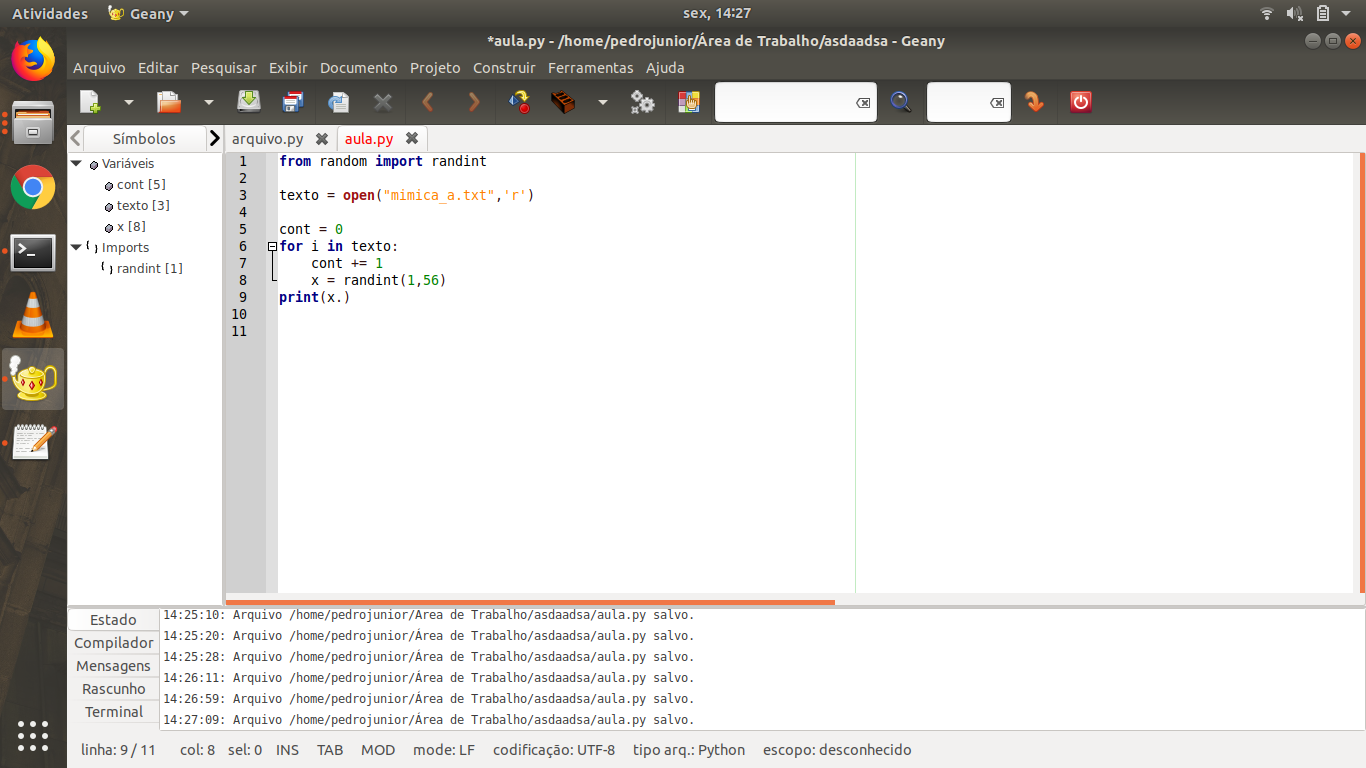 Atividades Geany sex, 14:27
*aula.py - /home/pedrojunior/Área de Trabalho/asdaadsa - Geany
Arquivo Editar Pesquisar Exibir Documento Projeto Construir Ferramentas Ajuda
Símbolos arquivo.py aula.py
Variáveis
cont [5]
texto [3]
x [8]
Imports
randint [1]
1 from random import randint
2
3 texto = open("mimica_a.txt",'r')
4
5 cont = 0
6 for i in texto:
7 cont += 1
8 x = randint(1,56)
9 print(x.)
10
11
Estado
Compilador
Mensagens
Rascunho
Terminal
14:25:10: Arquivo /home/pedrojunior/Área de Trabalho/asdaadsa/aula.py salvo.
14:25:20: Arquivo /home/pedrojunior/Área de Trabalho/asdaadsa/aula.py salvo.
14:25:28: Arquivo /home/pedrojunior/Área de Trabalho/asdaadsa/aula.py salvo.
14:26:11: Arquivo /home/pedrojunior/Área de Trabalho/asdaadsa/aula.py salvo.
14:26:59: Arquivo /home/pedrojunior/Área de Trabalho/asdaadsa/aula.py salvo.
14:27:09: Arquivo /home/pedrojunior/Área de Trabalho/asdaadsa/aula.py salvo.
linha: 9 / 11 col: 8 sel: 0 INS TAB MOD mode: LF codificação: UTF-8 tipo arq.: Python escopo: desconhecido